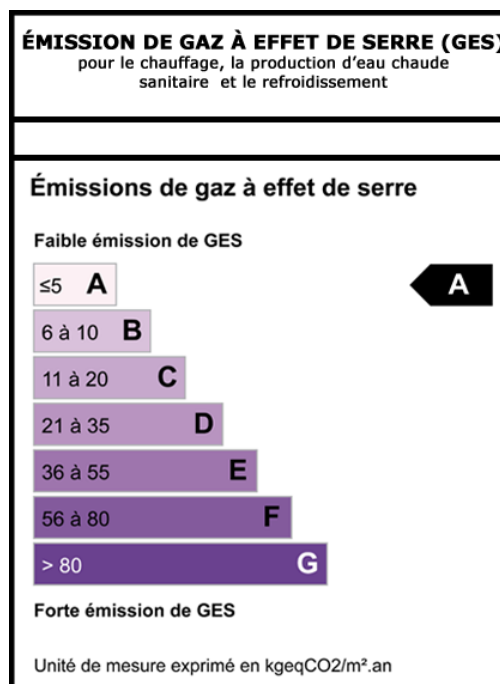 ÉMISSION DE GAZ À EFFET DE SERRE (GES)
pour le chauffage, la production d'eau chaude
sanitaire et le refroidissement
Émissions de gaz à effet de serre
Faible émission de GES
≤5 A
A
6 à 10 B
11 à 20 C
21 à 35 D
36 à 55 E
56 à 80 F
> 80 G
Forte émission de GES
Unité de mesure exprimé en kgeqCO2/m².an